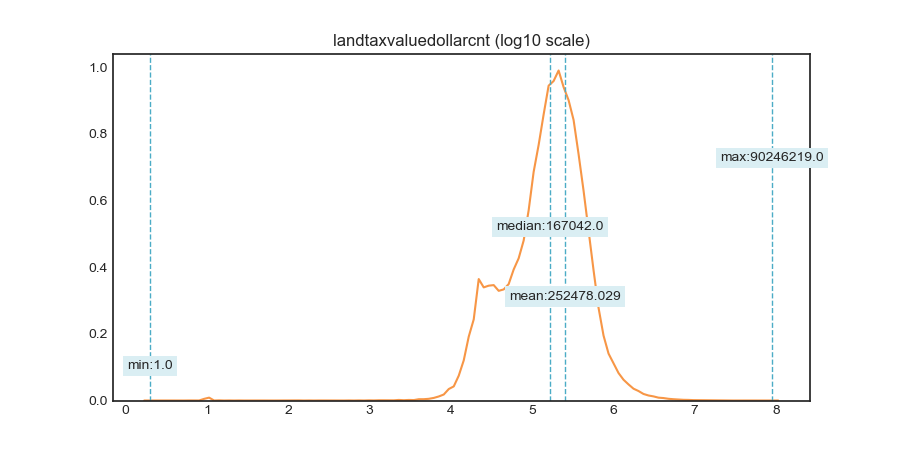 landtaxvaluedollarcnt (log10 scale)
1.0
0.8
max:90246219.0
0.6
median:167042.0
0.4
mean:252478.029
0.2
min:1.0
0.0
0 1 2 3 4 5 6 7 8